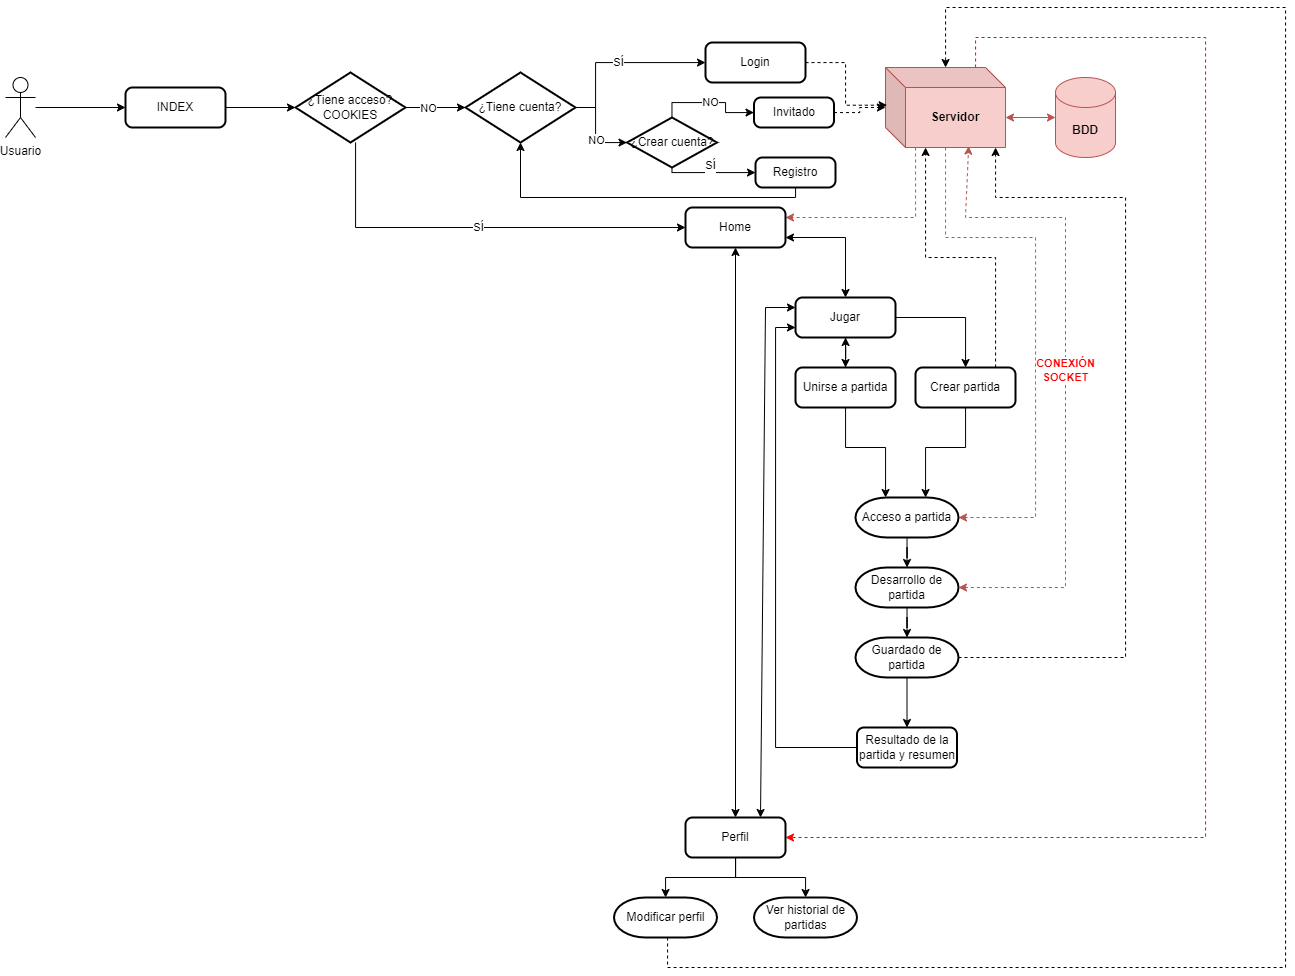 Usuario
INDEX
¿Tiene acceso?
COOKIES
NO
¿Tiene cuenta?
SÍ
Login
NO
¿Crear cuenta?
NO
Invitado
SÍ
Registro
Servidor
BDD
SÍ
Home
Jugar
Unirse a partida
Crear partida
CONEXIÓN
SOCKET
Acceso a partida
Desarrollo de
partida
Guardado de
partida
Resultado de la
partida y resumen
Perfil
Modificar perfil
Ver historial de
partidas